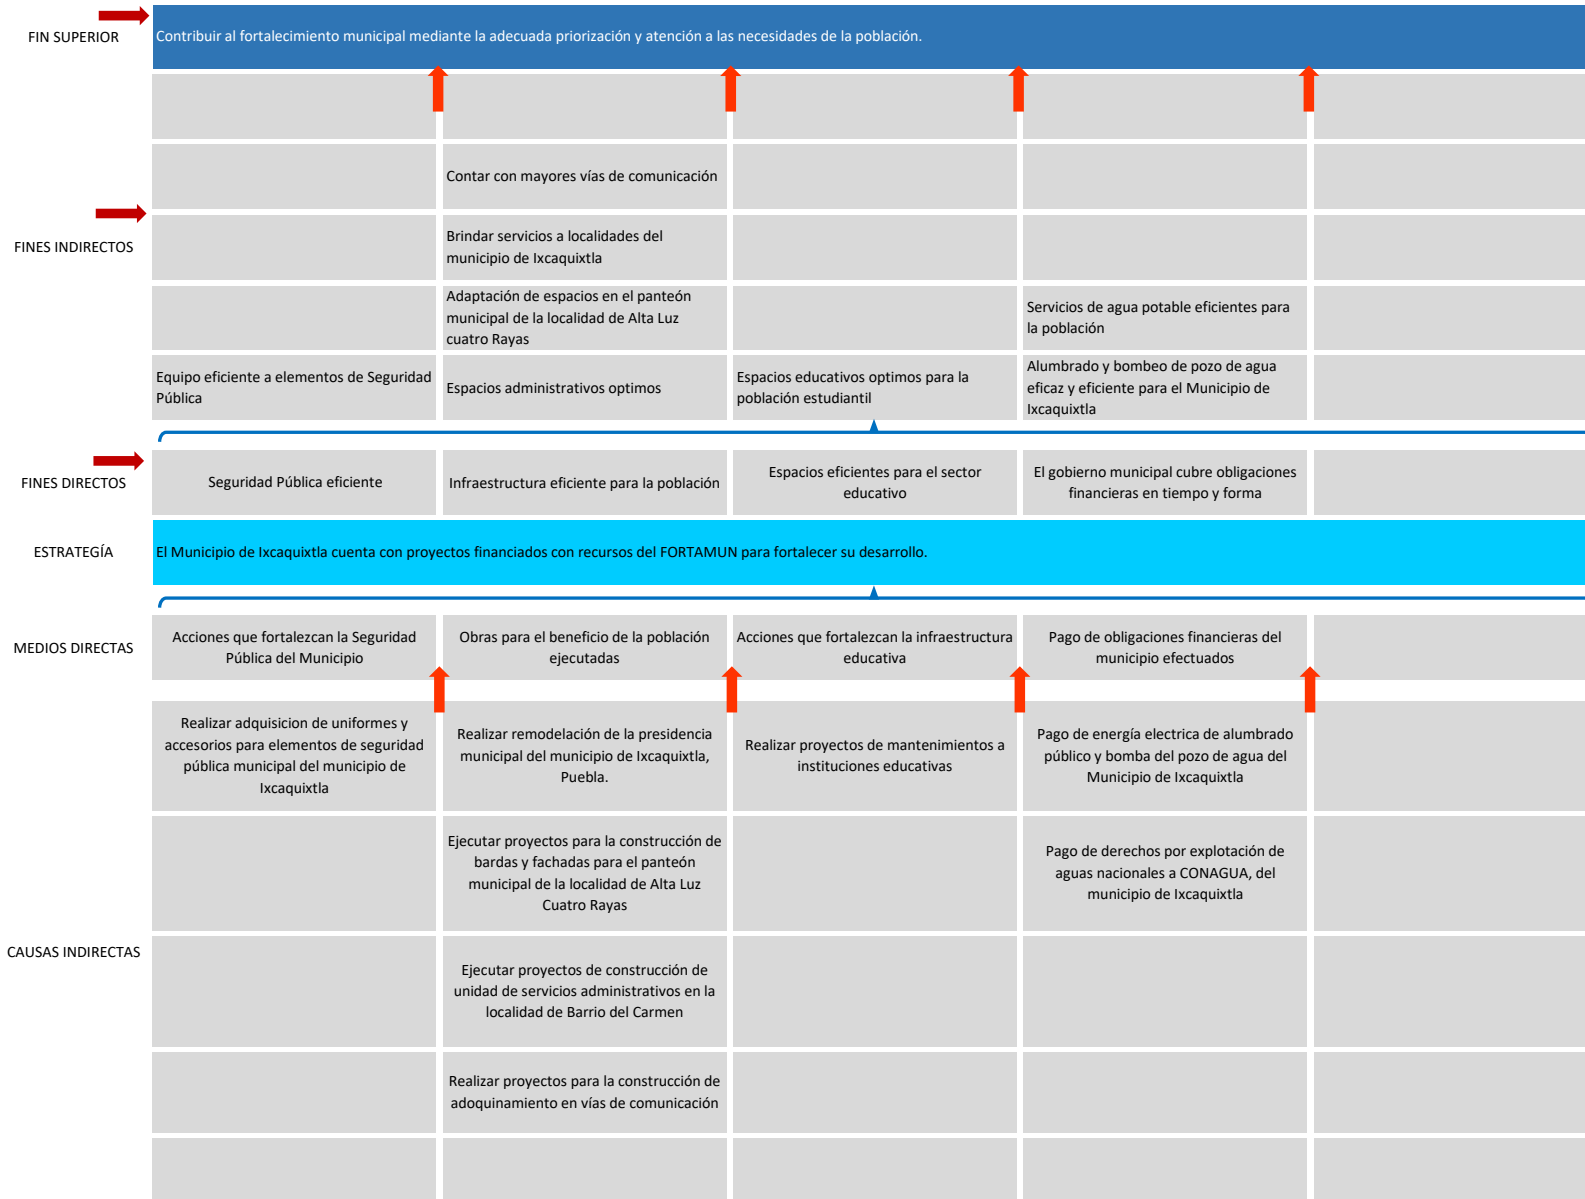 FIN SUPERIOR
Contribuir al fortalecimiento municipal mediante la adecuada priorización y atención a las necesidades de la población.
Contar con mayores vías de comunicación
FINES INDIRECTOS
Brindar servicios a localidades del
municipio de Ixcaquixtla
Adaptación de espacios en el panteón
municipal de la localidad de Alta Luz
cuatro Rayas
Servicios de agua potable eficientes para
la población
Equipo eficiente a elementos de Seguridad
Pública
Espacios administrativos optimos
Espacios educativos optimos para la
población estudiantil
Alumbrado y bombeo de pozo de agua
eficaz y eficiente para el Municipio de
Ixcaquixtla
FINES DIRECTOS
Seguridad Pública eficiente
Infraestructura eficiente para la población
Espacios eficientes para el sector
educativo
El gobierno municipal cubre obligaciones
financieras en tiempo y forma
ESTRATEGÍA
El Municipio de Ixcaquixtla cuenta con proyectos financiados con recursos del FORTAMUN para fortalecer su desarrollo.
MEDIOS DIRECTAS
Acciones que fortalezcan la Seguridad
Pública del Municipio
Obras para el beneficio de la población
ejecutadas
Acciones que fortalezcan la infraestructura
educativa
Pago de obligaciones financieras del
municipio efectuados
Realizar adquisicion de uniformes y
accesorios para elementos de seguridad
pública municipal del municipio de
Ixcaquixtla
Realizar remodelación de la presidencia
municipal del municipio de Ixcaquixtla,
Puebla.
Realizar proyectos de mantenimientos a
instituciones educativas
Pago de energía electrica de alumbrado
público y bomba del pozo de agua del
Municipio de Ixcaquixtla
Ejecutar proyectos para la construcción de
bardas y fachadas para el panteón
municipal de la localidad de Alta Luz
Cuatro Rayas
Pago de derechos por explotación de
aguas nacionales a CONAGUA, del
municipio de Ixcaquixtla
CAUSAS INDIRECTAS
Ejecutar proyectos de construcción de
unidad de servicios administrativos en la
localidad de Barrio del Carmen
Realizar proyectos para la construcción de
adoquinamiento en vías de comunicación